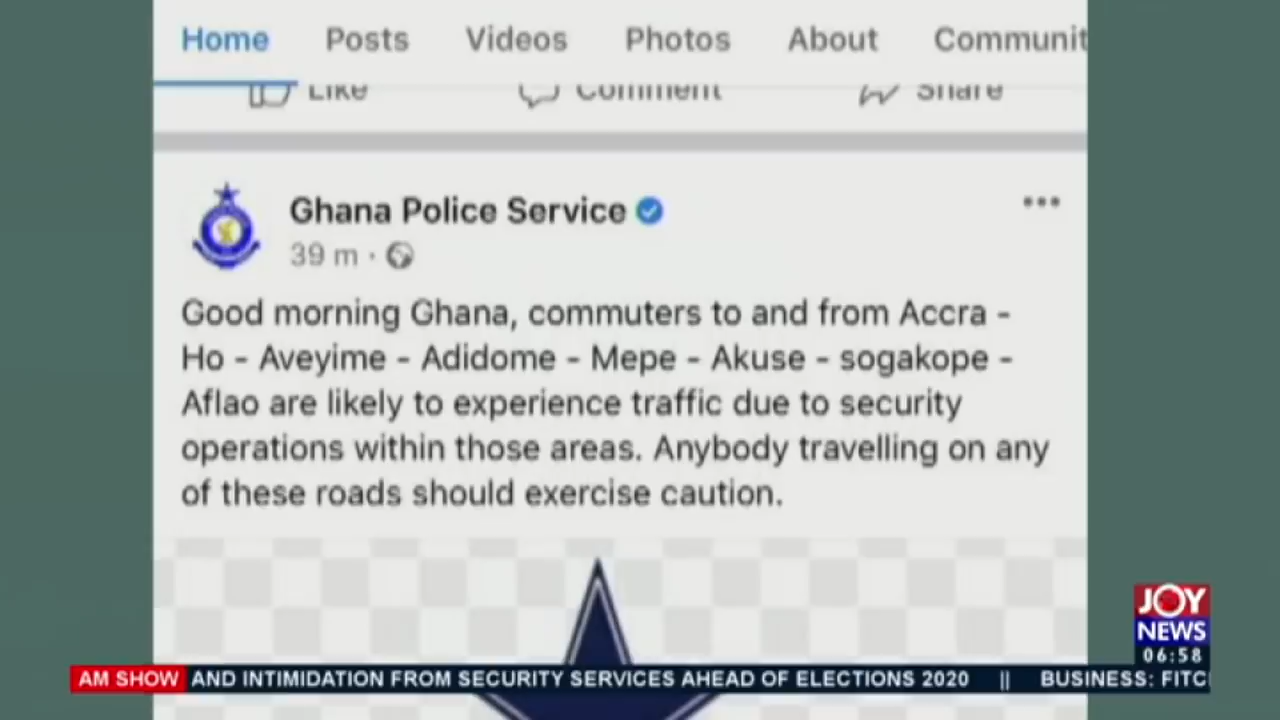 Home Posts Videos Photos About Communit
Like Comment Share
Ghana Police Service
39 m ·
Good morning Ghana, commuters to and from Accra -
Ho - Aveyime - Adidome - Mepe - Akuse - sogakope -
Aflao are likely to experience traffic due to security
operations within those areas. Anybody travelling on any
of these roads should exercise caution.
JOY
NEWS
06:58
AM SHOW AND INTIMIDATION FROM SECURITY SERVICES AHEAD OF ELECTIONS 2020 || BUSINESS: FITC